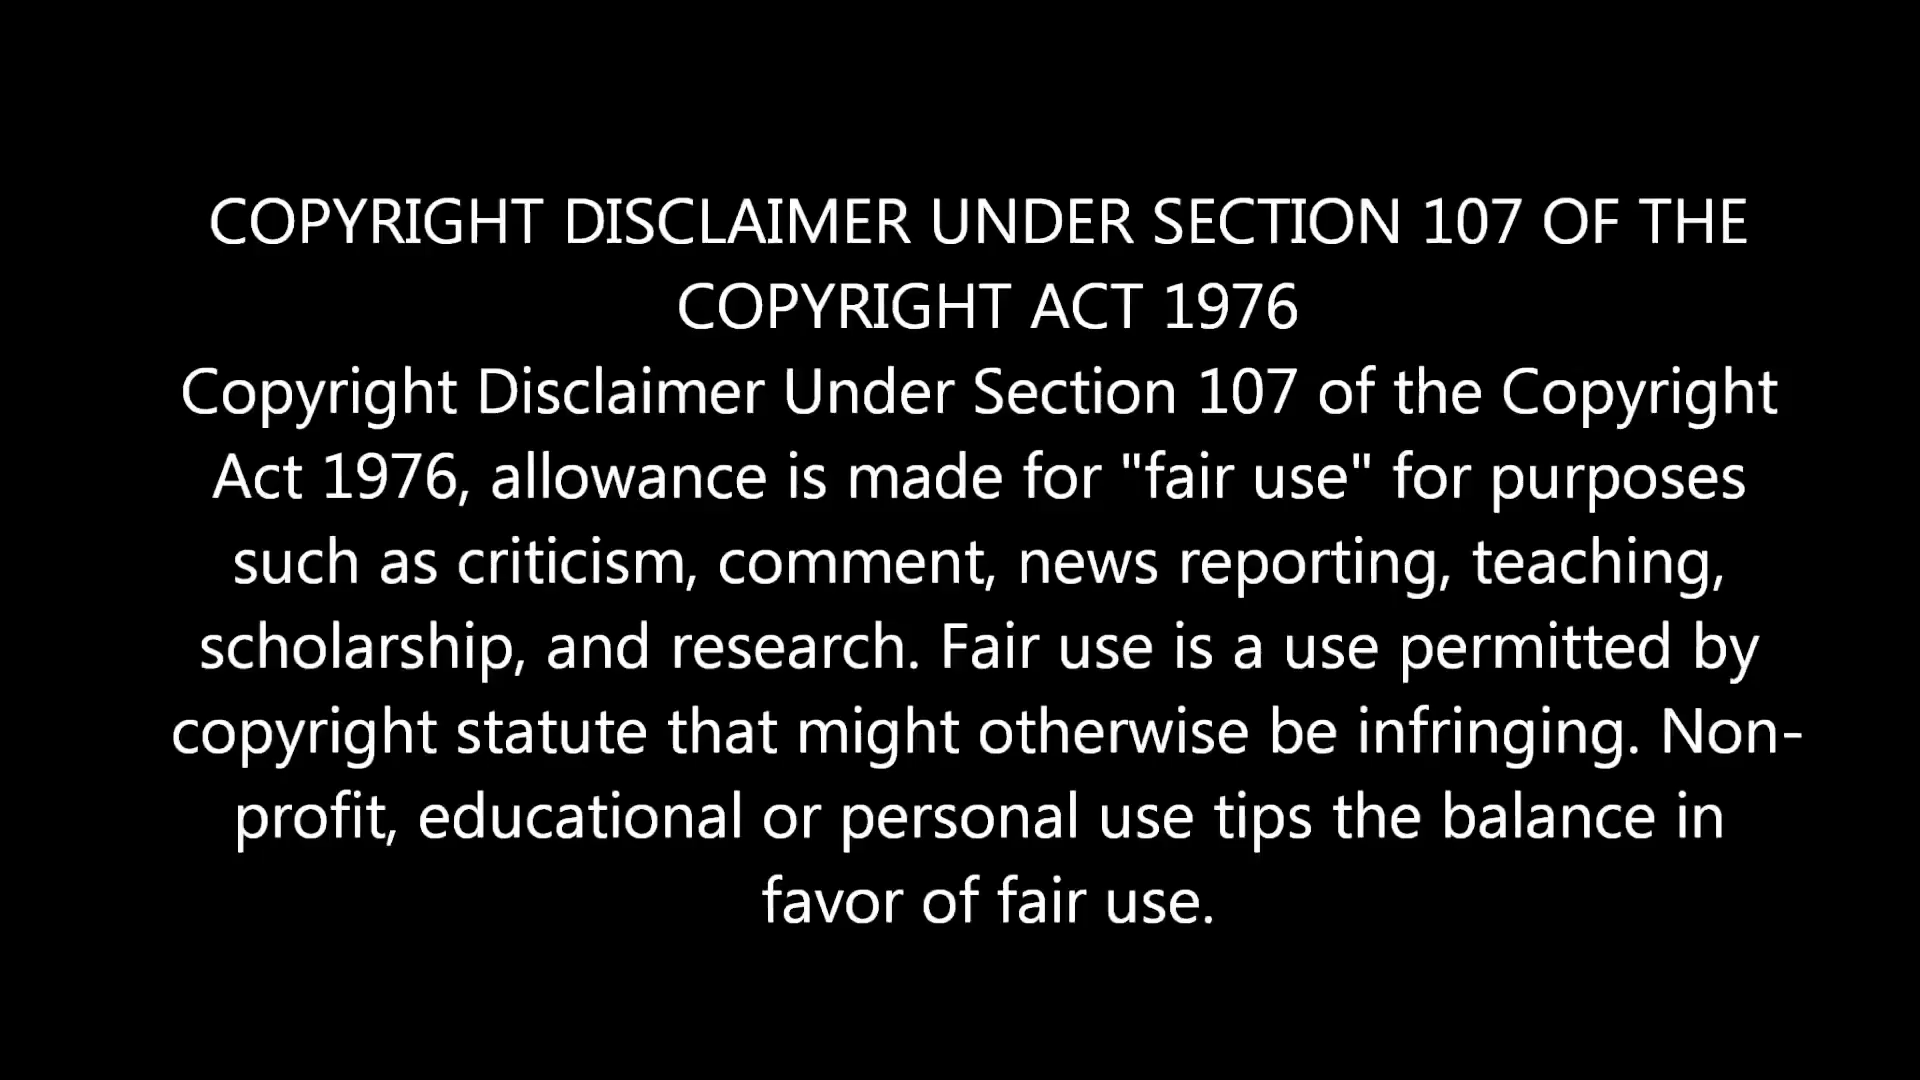 COPYRIGHT DISCLAIMER UNDER SECTION 107 OF THE
COPYRIGHT ACT 1976
Copyright Disclaimer Under Section 107 of the Copyright
Act 1976, allowance is made for "fair use" for purposes
such as criticism, comment, news reporting, teaching,
scholarship, and research. Fair use is a use permitted by
copyright statute that might otherwise be infringing. Non-
profit, educational or personal use tips the balance in
favor of fair use.